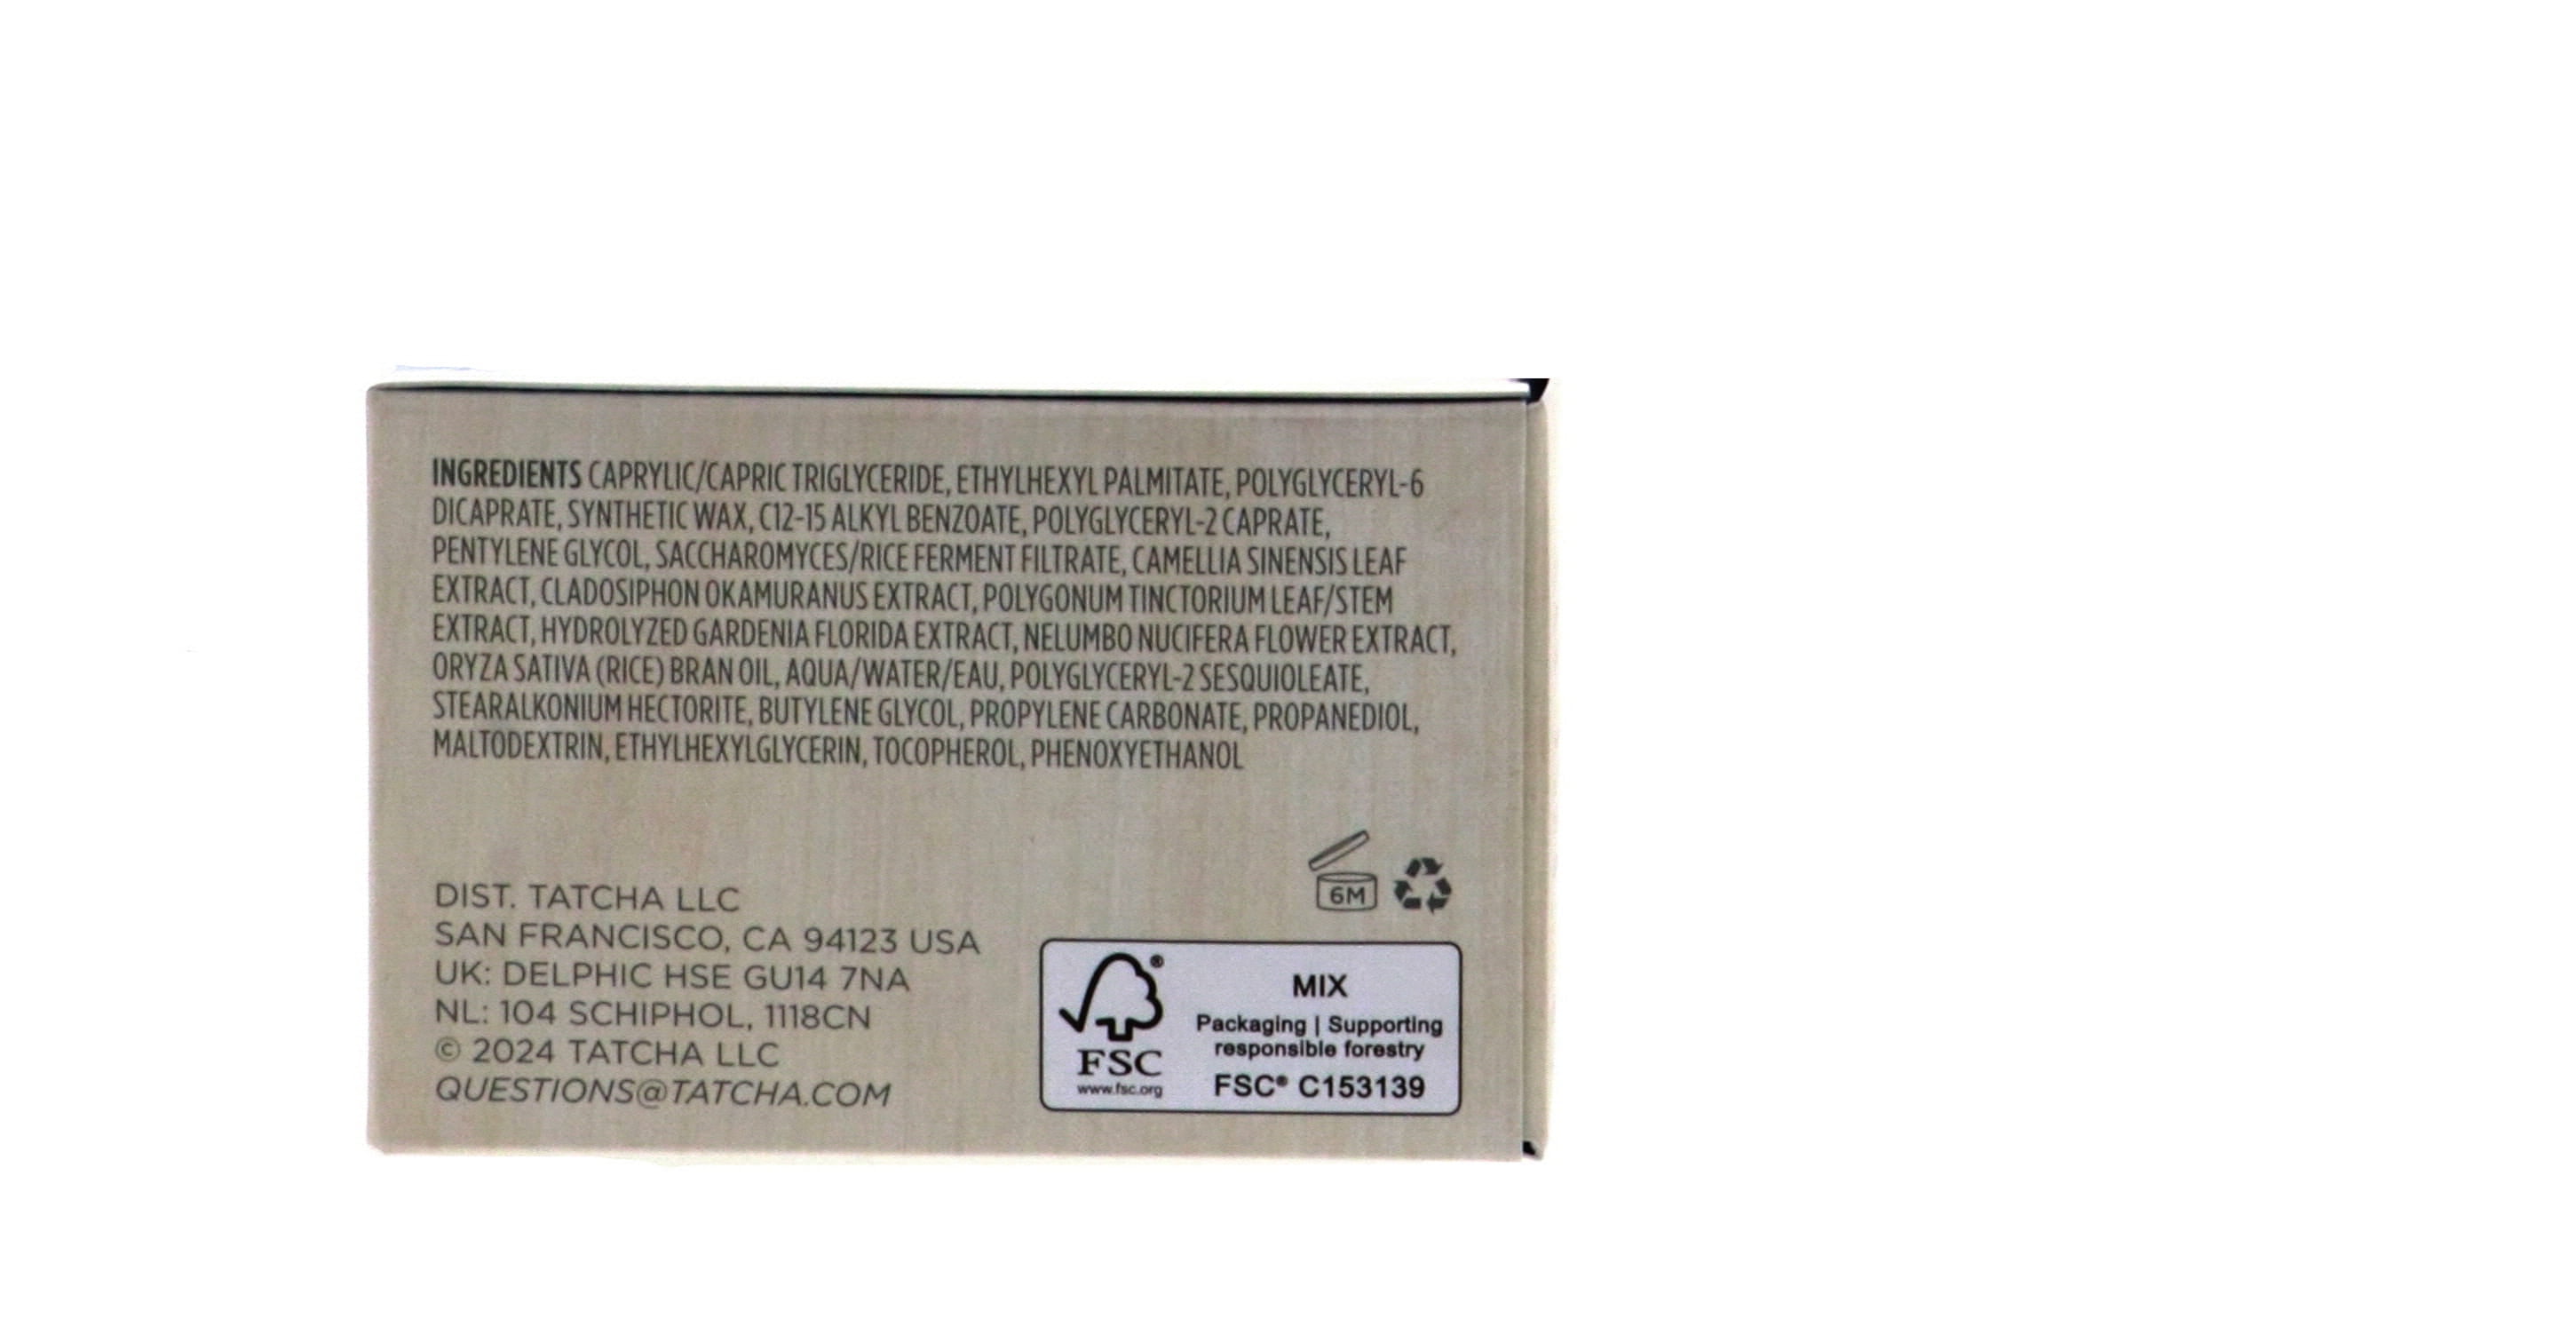 INGREDIENTS CAPRYLIC/CAPRIC TRIGLYCERIDE, ETHYLHEXYL PALMITATE, POLYGLYCERYL-6
DICAPRATE, SYNTHETIC WAX, C12-15 ALKYL BENZOATE, POLYGLYCERYL-2 CAPRATE,
PENTYLENE GLYCOL, SACCHAROMYCES/RICE FERMENT FILTRATE, CAMELLIA SINENSIS LEAF
EXTRACT, CLADOSIPHON OKAMURANUS EXTRACT, POLYGONUM TINCTORIUM LEAF/STEM
EXTRACT, HYDROLYZED GARDENIA FLORIDA EXTRACT, NELUMBO NUCIFERA FLOWER EXTRACT,
ORYZA SATIVA (RICE) BRAN OIL, AQUA/WATER/EAU, POLYGLYCERYL-2 SESQUIOLEATE,
STEARALKONIUM HECTORITE, BUTYLENE GLYCOL, PROPYLENE CARBONATE, PROPANEDIOL,
MALTODEXTRIN, ETHYLHEXYLGLYCERIN, TOCOPHEROL, PHENOXYETHANOL
6M
DIST. TATCHA LLC
SAN FRANCISCO, CA 94123 USA
UK: DELPHIC HSE GU14 7NA
NL: 104 SCHIPHOL, 1118CN
© 2024 TATCHA LLC
QUESTIONS@TATCHA.COM
®
FSC
www.fsc.org
MIX
Packaging | Supporting
responsible forestry
FSC® C153139